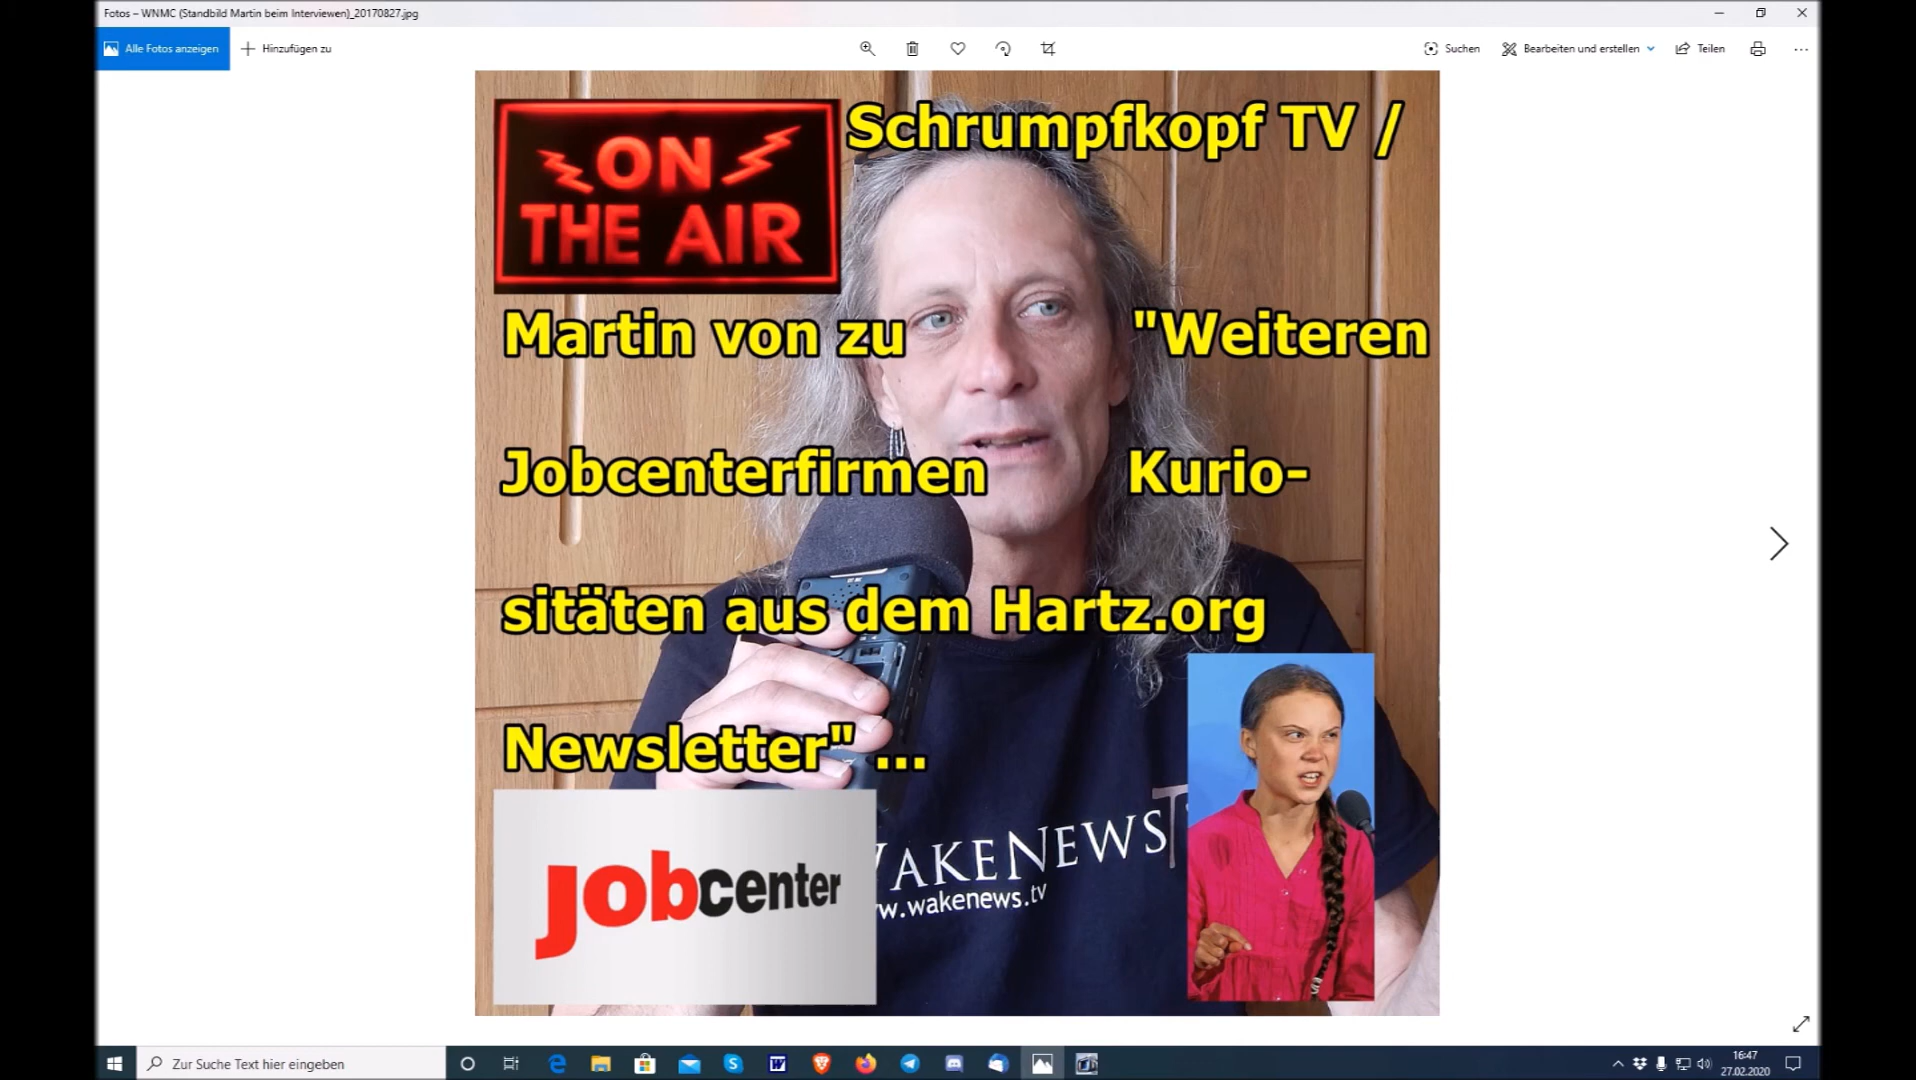 Fotos – WNMC (Standbild Martin beim Interviewen)_20170827.jpg
Alle Fotos anzeigen
Hinzufügen zu
Suchen
Bearbeiten und erstellen
Teilen
ON THE AIR
Schrumpfkopf TV /
Martin von zu "Weiteren
Jobcenterfirmen Kurio-
sitäten aus dem Hartz.org
Newsletter" ...
WAKENEWS
w.wakenews.tv
jobcenter
Zur Suche Text hier eingeben
16:47
27.02.2020